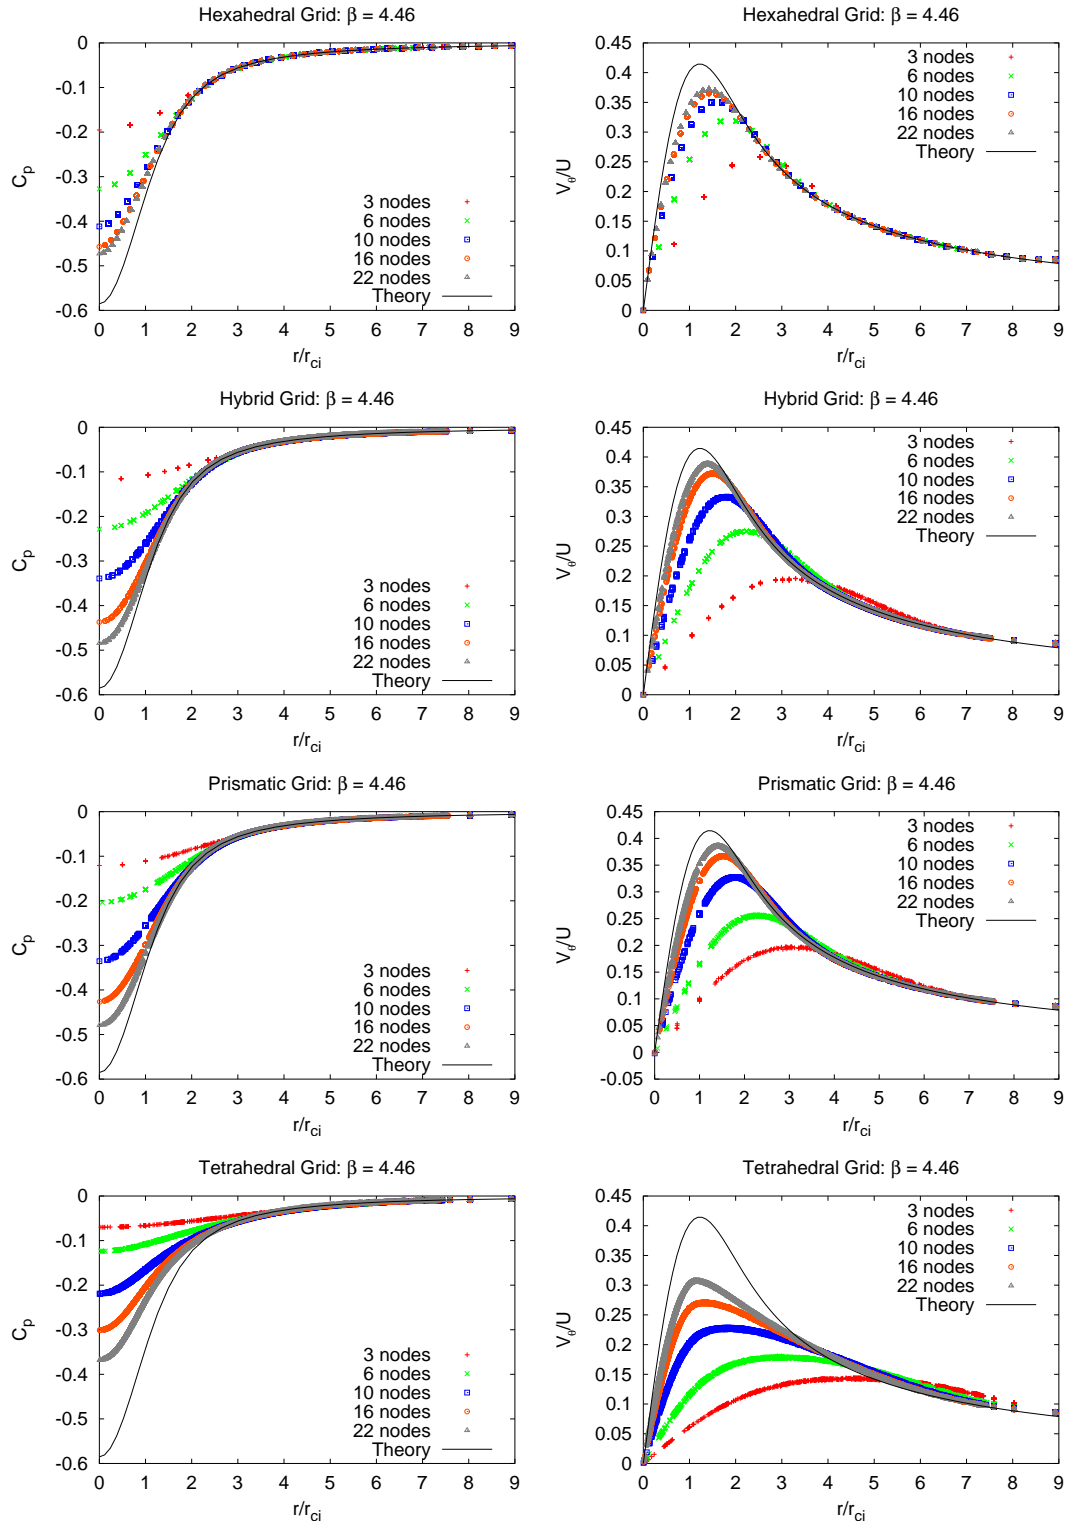 Hexahedral Grid: β = 4.46
0
-0.1
-0.2
-0.3
-0.4
-0.5
-0.6
Cp
3 nodes
6 nodes
10 nodes
16 nodes
22 nodes
Theory
0 1 2 3 4 5 6 7 8 9
r/rci
Hexahedral Grid: β = 4.46
0.45
0.4
0.35
0.3
0.25
0.2
0.15
0.1
0.05
0
Vθ/U
3 nodes
6 nodes
10 nodes
16 nodes
22 nodes
Theory
0 1 2 3 4 5 6 7 8 9
r/rci
Hybrid Grid: β = 4.46
0
-0.1
-0.2
-0.3
-0.4
-0.5
-0.6
Cp
3 nodes
6 nodes
10 nodes
16 nodes
22 nodes
Theory
0 1 2 3 4 5 6 7 8 9
r/rci
Hybrid Grid: β = 4.46
0.45
0.4
0.35
0.3
0.25
0.2
0.15
0.1
0.05
0
Vθ/U
3 nodes
6 nodes
10 nodes
16 nodes
22 nodes
Theory
0 1 2 3 4 5 6 7 8 9
r/rci
Prismatic Grid: β = 4.46
0
-0.1
-0.2
-0.3
-0.4
-0.5
-0.6
Cp
3 nodes
6 nodes
10 nodes
16 nodes
22 nodes
Theory
0 1 2 3 4 5 6 7 8 9
r/rci
Prismatic Grid: β = 4.46
0.45
0.4
0.35
0.3
0.25
0.2
0.15
0.1
0.05
0
-0.05
Vθ/U
3 nodes
6 nodes
10 nodes
16 nodes
22 nodes
Theory
0 1 2 3 4 5 6 7 8 9
r/rci
Tetrahedral Grid: β = 4.46
0
-0.1
-0.2
-0.3
-0.4
-0.5
-0.6
Cp
3 nodes
6 nodes
10 nodes
16 nodes
22 nodes
Theory
0 1 2 3 4 5 6 7 8 9
r/rci
Tetrahedral Grid: β = 4.46
0.45
0.4
0.35
0.3
0.25
0.2
0.15
0.1
0.05
0
Vθ/U
3 nodes
6 nodes
10 nodes
16 nodes
22 nodes
Theory
0 1 2 3 4 5 6 7 8 9
r/rci